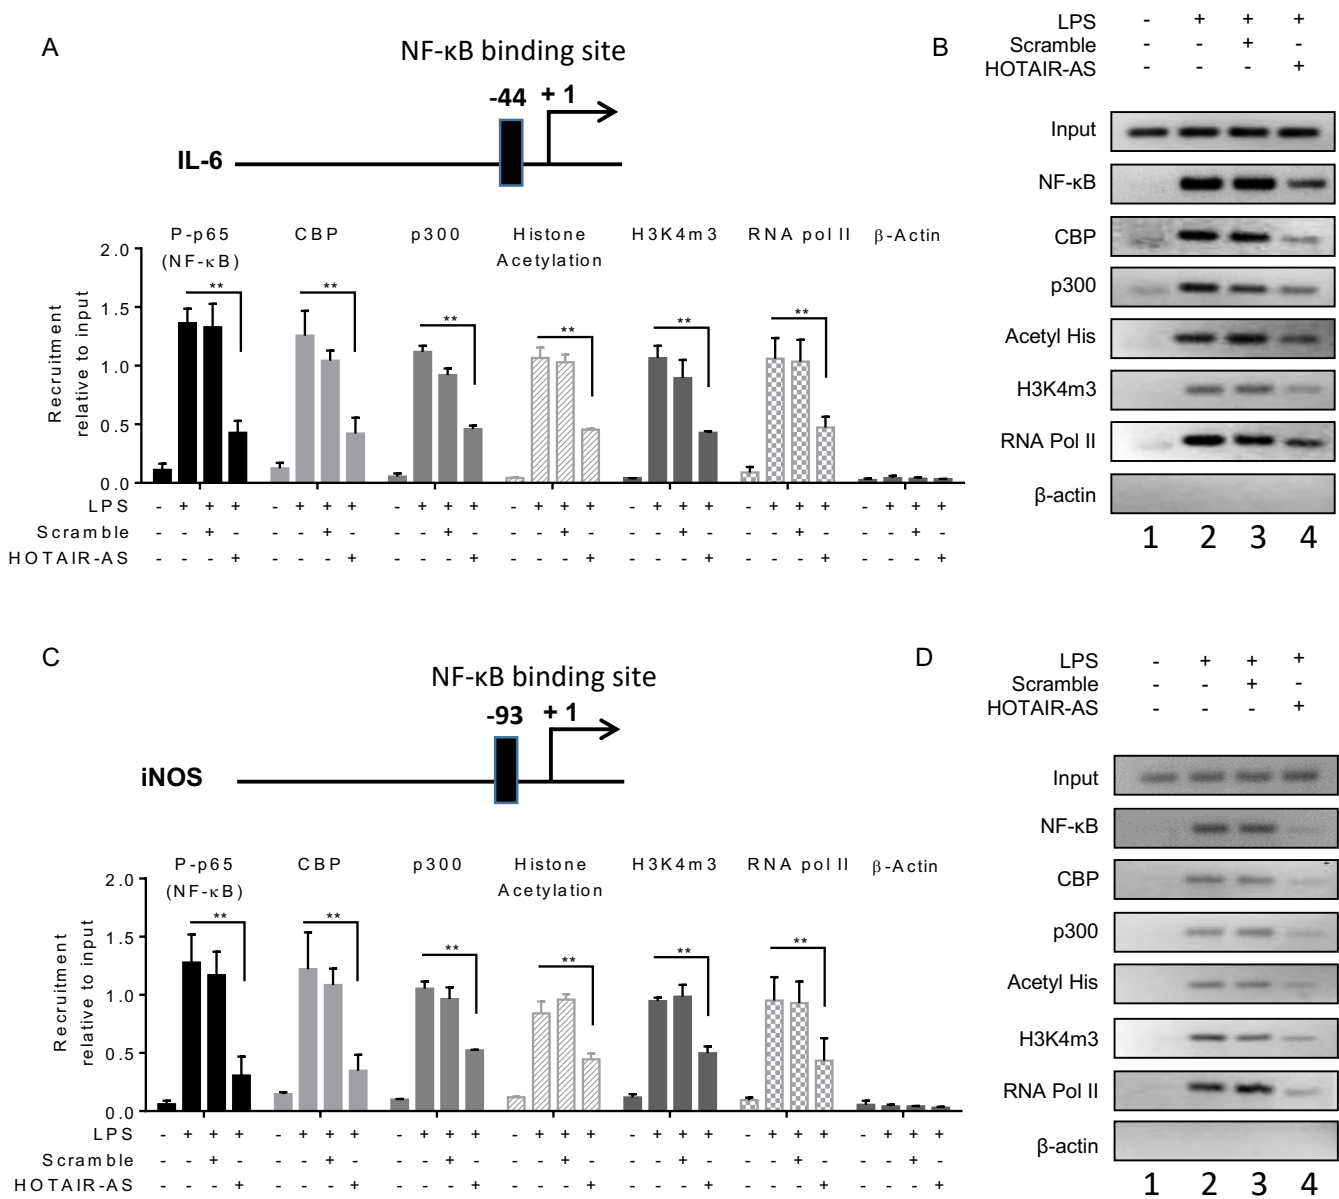 A
NF-κB binding site
-44 + 1
IL-6
P-p65 CBP p300 Histone H3K4m3 RNA pol II β-Actin
(NF-κB) Acetylation
Recruitment
relative to input
2.0
1.5
1.0
0.5
0.0
** ** ** ** ** **
LPS - + + + - + + + - + + + - + + + - + + + - + + + - + + +
Scramble - - + - - - + - - - + - - - + - - - + - - - + - - - + -
HOTAIR-AS - - - + - - - + - - - + - - - + - - - + - - - + - - - +
B
LPS - + + +
Scramble - - + -
HOTAIR-AS - - - +
Input
NF-κB
CBP
p300
Acetyl His
H3K4m3
RNA Pol II
β-actin
1 2 3 4
C
NF-κB binding site
-93 + 1
iNOS
P-p65 CBP p300 Histone H3K4m3 RNA pol II β-Actin
(NF-κB) Acetylation
Recruitment
relative to input
2.0
1.5
1.0
0.5
0.0
** ** ** ** ** **
LPS - + + + - + + + - + + + - + + + - + + + - + + + - + + +
Scramble - - + - - - + - - - + - - - + - - - + - - - + - - - + -
HOTAIR-AS - - - + - - - + - - - + - - - + - - - + - - - + - - - +
D
LPS - + + +
Scramble - - + -
HOTAIR-AS - - - +
Input
NF-κB
CBP
p300
Acetyl His
H3K4m3
RNA Pol II
β-actin
1 2 3 4